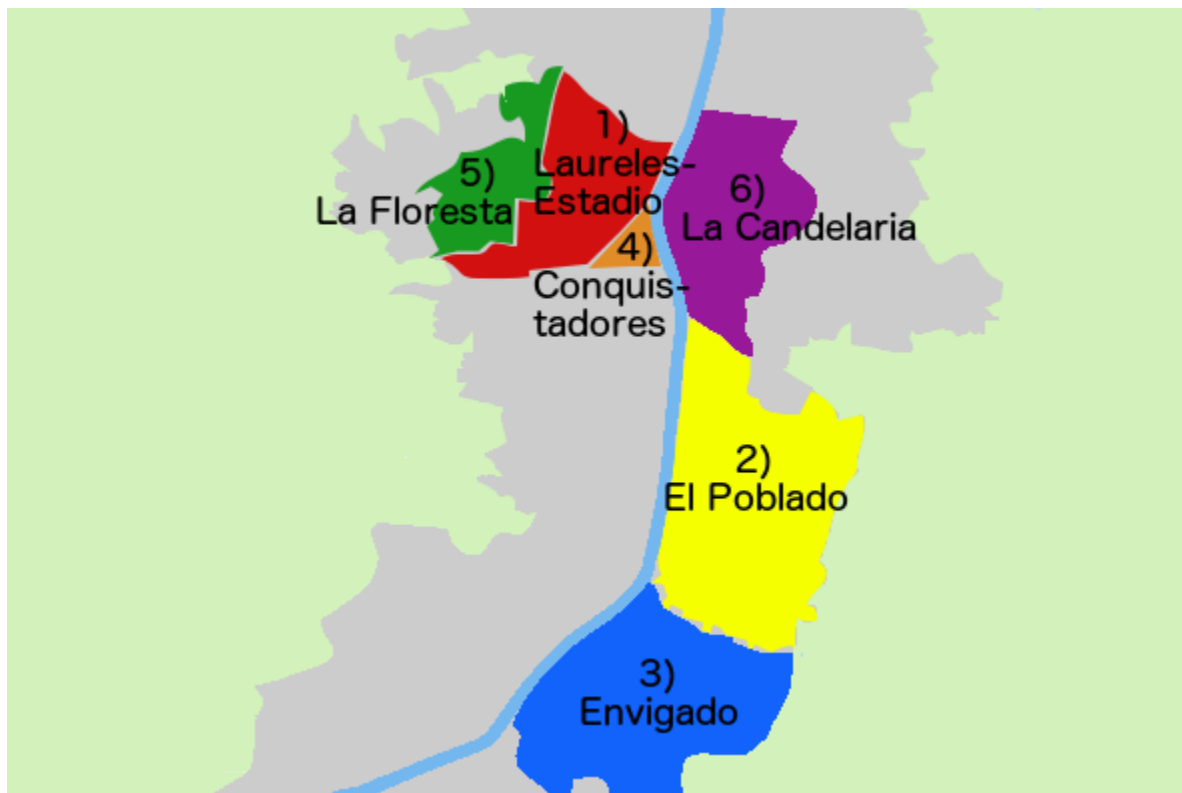 1)
Laureles-
Estadio
5)
La Floresta
6)
La Candelaria
4)
Conquis-
tadores
2)
El Poblado
3)
Envigado